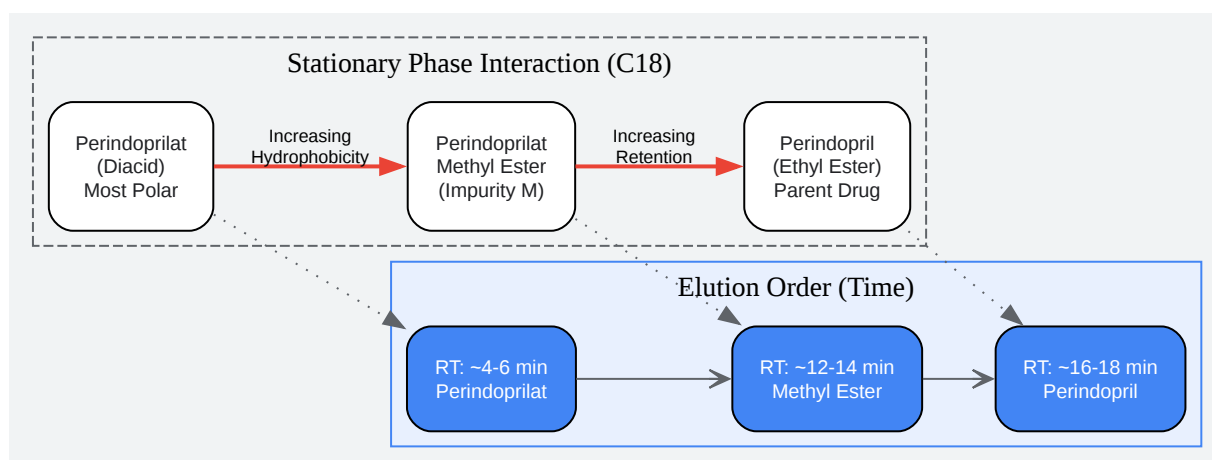 Stationary Phase Interaction (C18)
Perindoprilat
(Diacid)
Most Polar
Increasing
Hydrophobicity
Perindoprilat
Methyl Ester
(Impurity M)
Increasing
Retention
Perindopril
(Ethyl Ester)
Parent Drug
Elution Order (Time)
RT: ~4-6 min
Perindoprilat
RT: ~12-14 min
Methyl Ester
RT: ~16-18 min
Perindopril